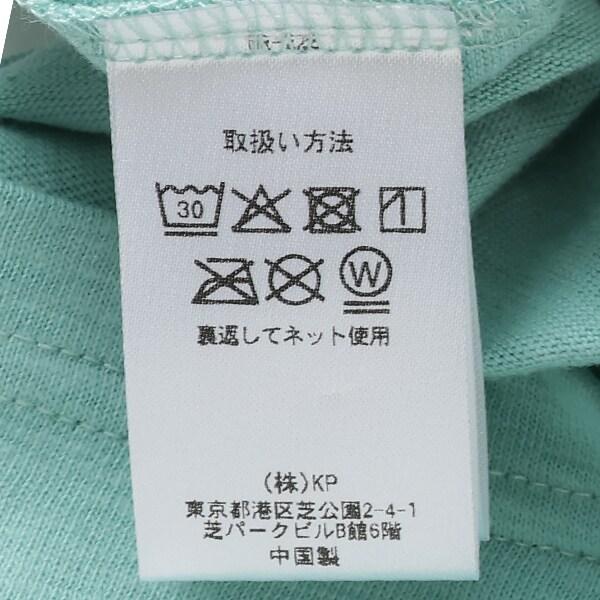 取扱い方法
30
W
裏返してネット使用
(株)KP
東京都港区芝公園2-4-1
芝パークビルB館6階
中国製